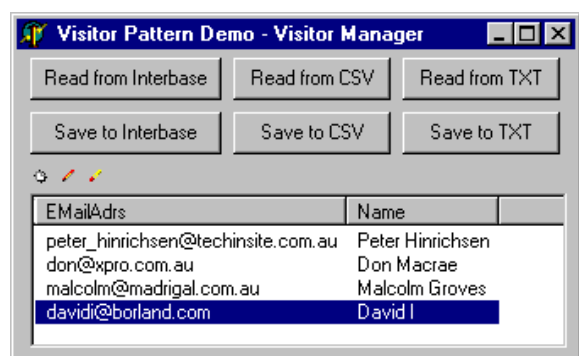 Visitor Pattern Demo - Visitor Manager
Read from Interbase Read from CSV Read from TXT
Save to Interbase Save to CSV Save to TXT
EMailAdrs Name
peter_hinrichsen@techinsite.com.au Peter Hinrichsen
don@xpro.com.au Don Macrae
malcolm@madrigal.com.au Malcolm Groves
davidi@borland.com David I